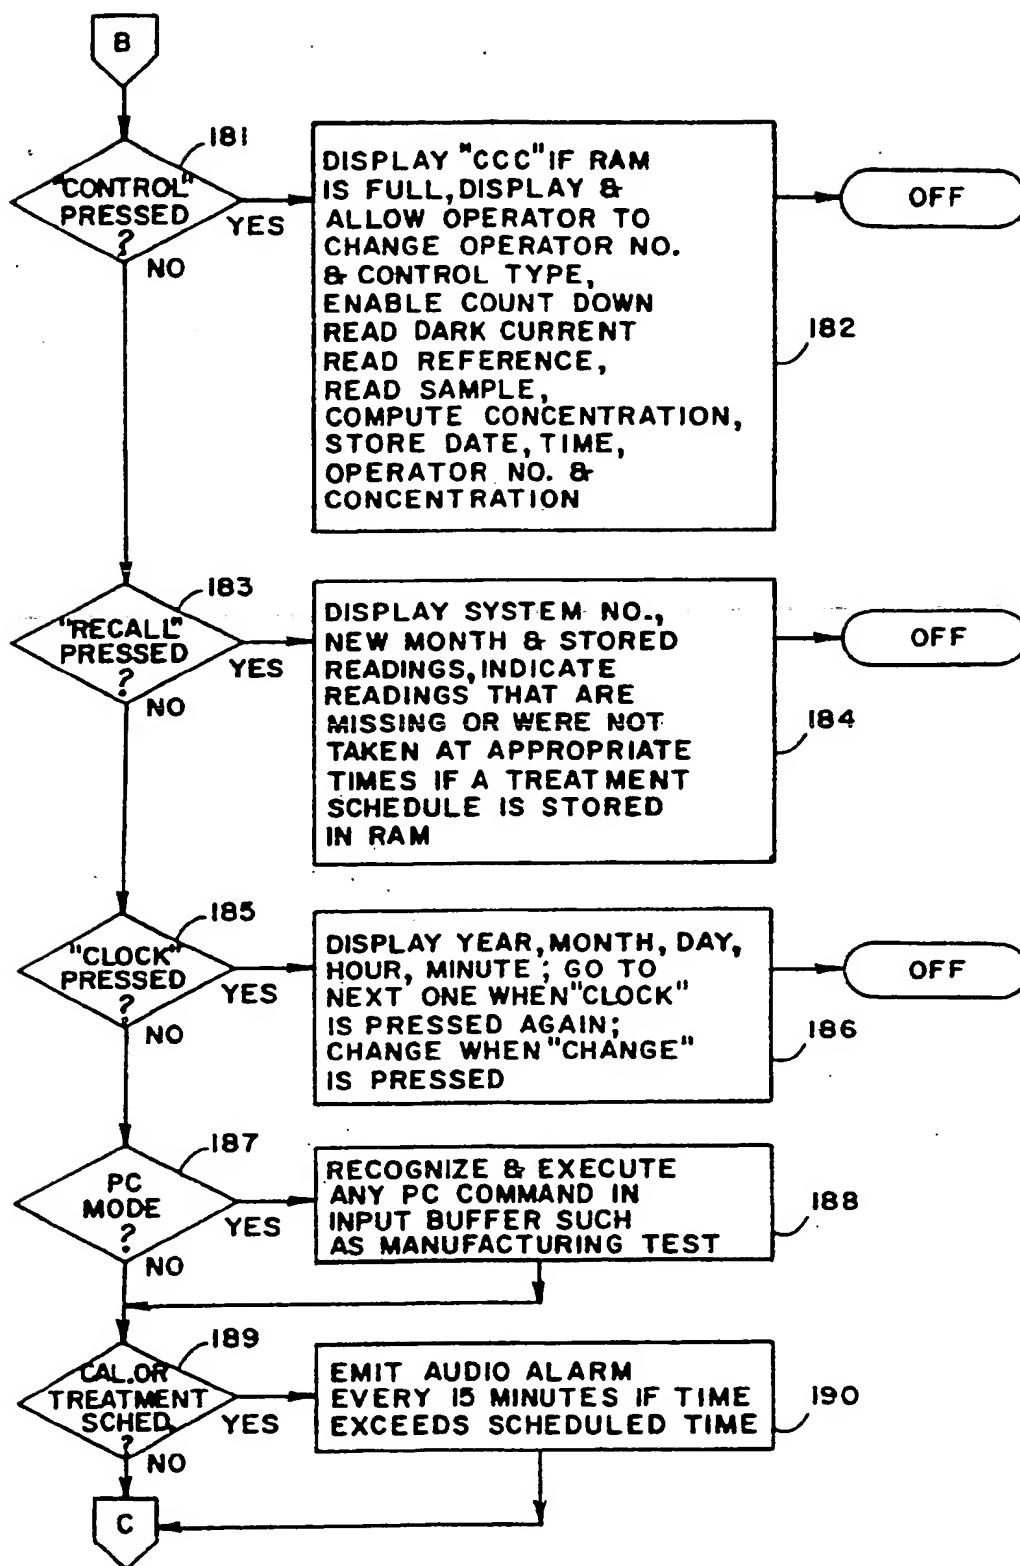 B
181
"CONTROL"
PRESSED
?
YES
NO
DISPLAY "CCC" IF RAM
IS FULL, DISPLAY &
ALLOW OPERATOR TO
CHANGE OPERATOR NO.
& CONTROL TYPE,
ENABLE COUNT DOWN
READ DARK CURRENT
READ REFERENCE,
READ SAMPLE,
COMPUTE CONCENTRATION,
STORE DATE, TIME,
OPERATOR NO. &
CONCENTRATION
182
OFF
183
"RECALL"
PRESSED
?
YES
NO
DISPLAY SYSTEM NO.,
NEW MONTH & STORED
READINGS, INDICATE
READINGS THAT ARE
MISSING OR WERE NOT
TAKEN AT APPROPRIATE
TIMES IF A TREATMENT
SCHEDULE IS STORED
IN RAM
184
OFF
185
"CLOCK"
PRESSED
?
YES
NO
DISPLAY YEAR, MONTH, DAY,
HOUR, MINUTE; GO TO
NEXT ONE WHEN "CLOCK"
IS PRESSED AGAIN;
CHANGE WHEN "CHANGE"
IS PRESSED
186
OFF
187
PC
MODE
?
YES
NO
RECOGNIZE & EXECUTE
ANY PC COMMAND IN
INPUT BUFFER SUCH
AS MANUFACTURING TEST
188
189
CAL. OR
TREATMENT
SCHED.
?
YES
NO
EMIT AUDIO ALARM
EVERY 15 MINUTES IF TIME
EXCEEDS SCHEDULED TIME
190
C